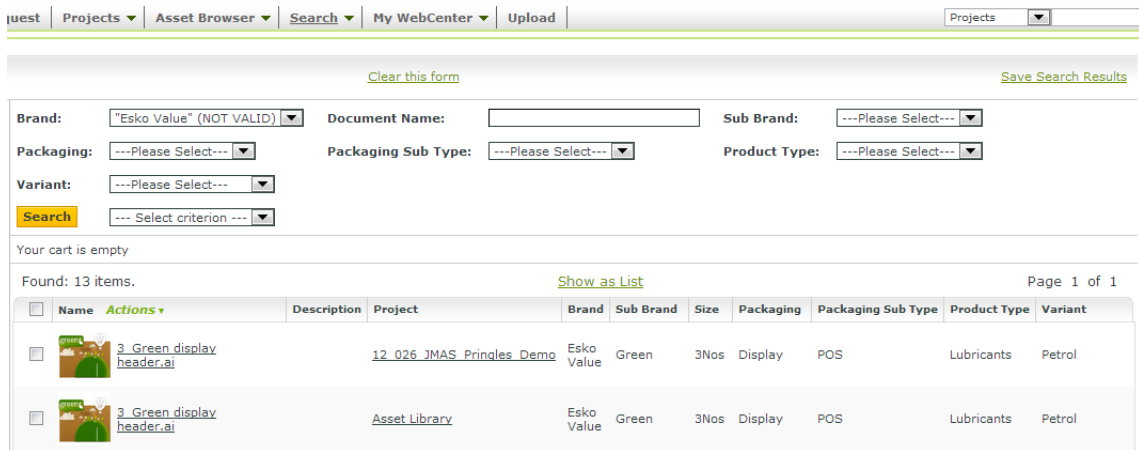 uest Projects Asset Browser Search My WebCenter Upload Projects
Clear this form Save Search Results
Brand: "Esko Value" (NOT VALID) Document Name: Sub Brand: ---Please Select---
Packaging: ---Please Select--- Packaging Sub Type: ---Please Select--- Product Type: ---Please Select---
Variant: ---Please Select---
Search --- Select criterion ---
Your cart is empty
Found: 13 items. Show as List Page 1 of 1
Name Actions Description Project Brand Sub Brand Size Packaging Packaging Sub Type Product Type Variant
green
3_Green display
header.ai
12_026_JMAS_Pringles_Demo
Esko
Value
Green 3Nos Display POS Lubricants Petrol
green
3_Green display
header.ai
Asset Library
Esko
Value
Green 3Nos Display POS Lubricants Petrol